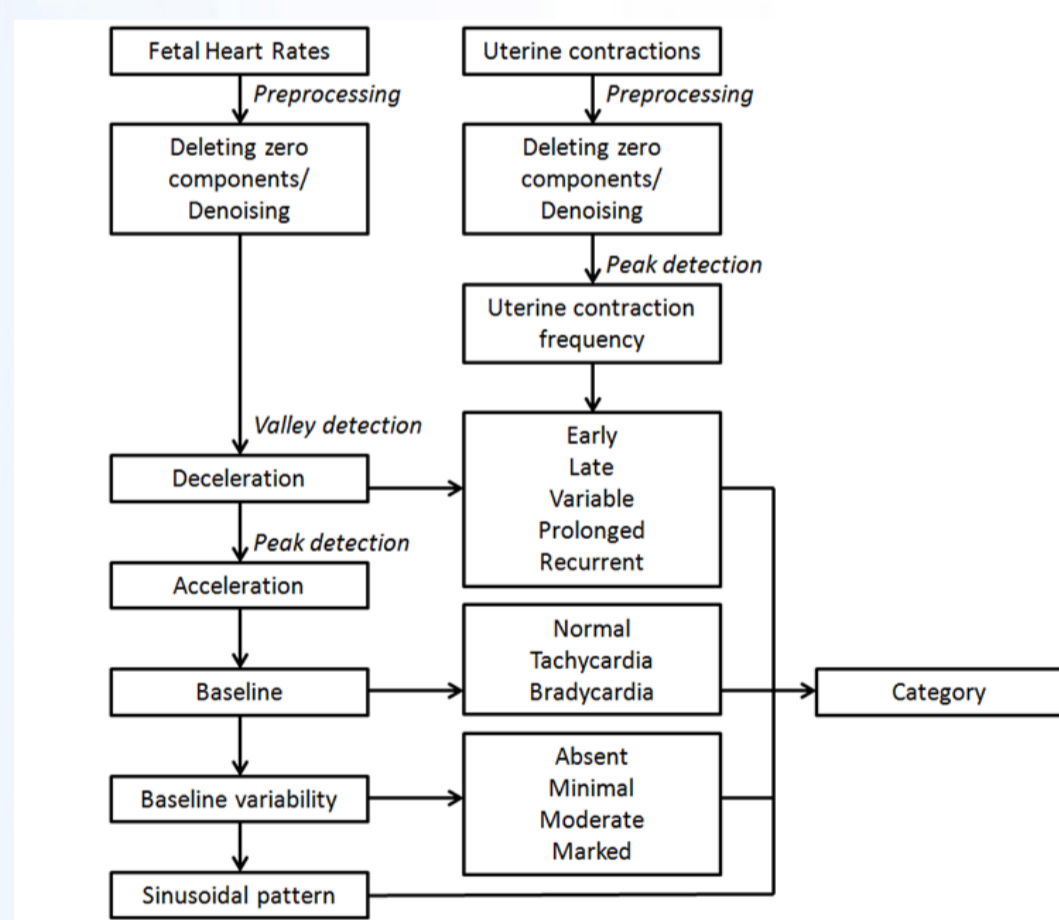 Fetal Heart Rates
Uterine contractions
Preprocessing
Preprocessing
Deleting zero
components/
Denoising
Deleting zero
components/
Denoising
Peak detection
Uterine contraction
frequency
Valley detection
Deceleration
Early
Late
Variable
Prolonged
Recurrent
Peak detection
Acceleration
Baseline
Normal
Tachycardia
Bradycardia
Category
Baseline variability
Absent
Minimal
Moderate
Marked
Sinusoidal pattern